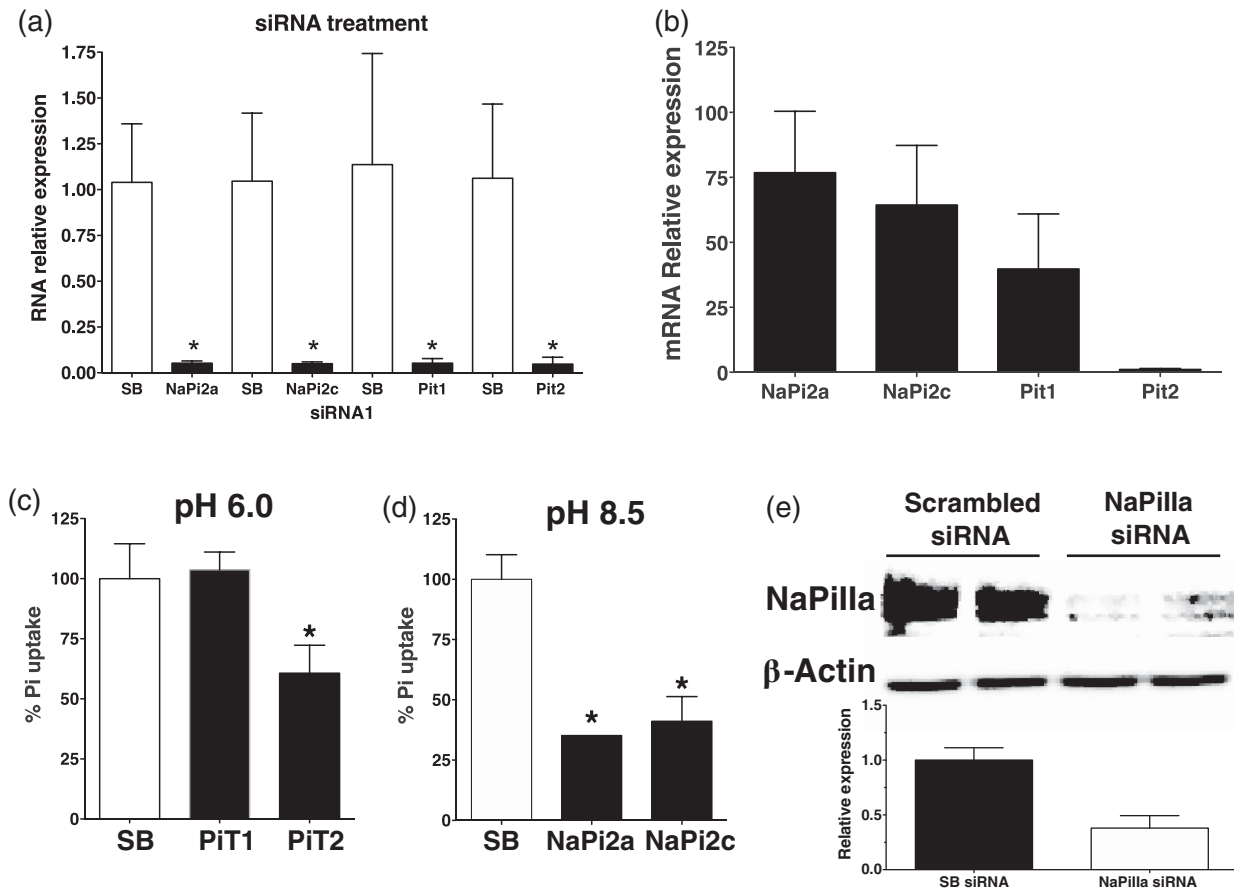 (a)
siRNA treatment
RNA relative expression
1.75
1.50
1.25
1.00
0.75
0.50
0.25
0.00
* * * *
SB NaPi2a SB NaPi2c SB Pit1 SB Pit2
siRNA1
(b)
mRNA Relative expression
125
100
75
50
25
0
NaPi2a NaPi2c Pit1 Pit2
(c)
pH 6.0
% Pi uptake
125
100
75
50
25
0
*
SB PiT1 PiT2
(d)
pH 8.5
% Pi uptake
125
100
75
50
25
0
* *
SB NaPi2a NaPi2c
(e)
Scrambled siRNA
NaPiIIa siRNA
NaPiIIa
β-Actin
Relative expression
1.5
1.0
0.5
0.0
SB siRNA NaPiIIa siRNA